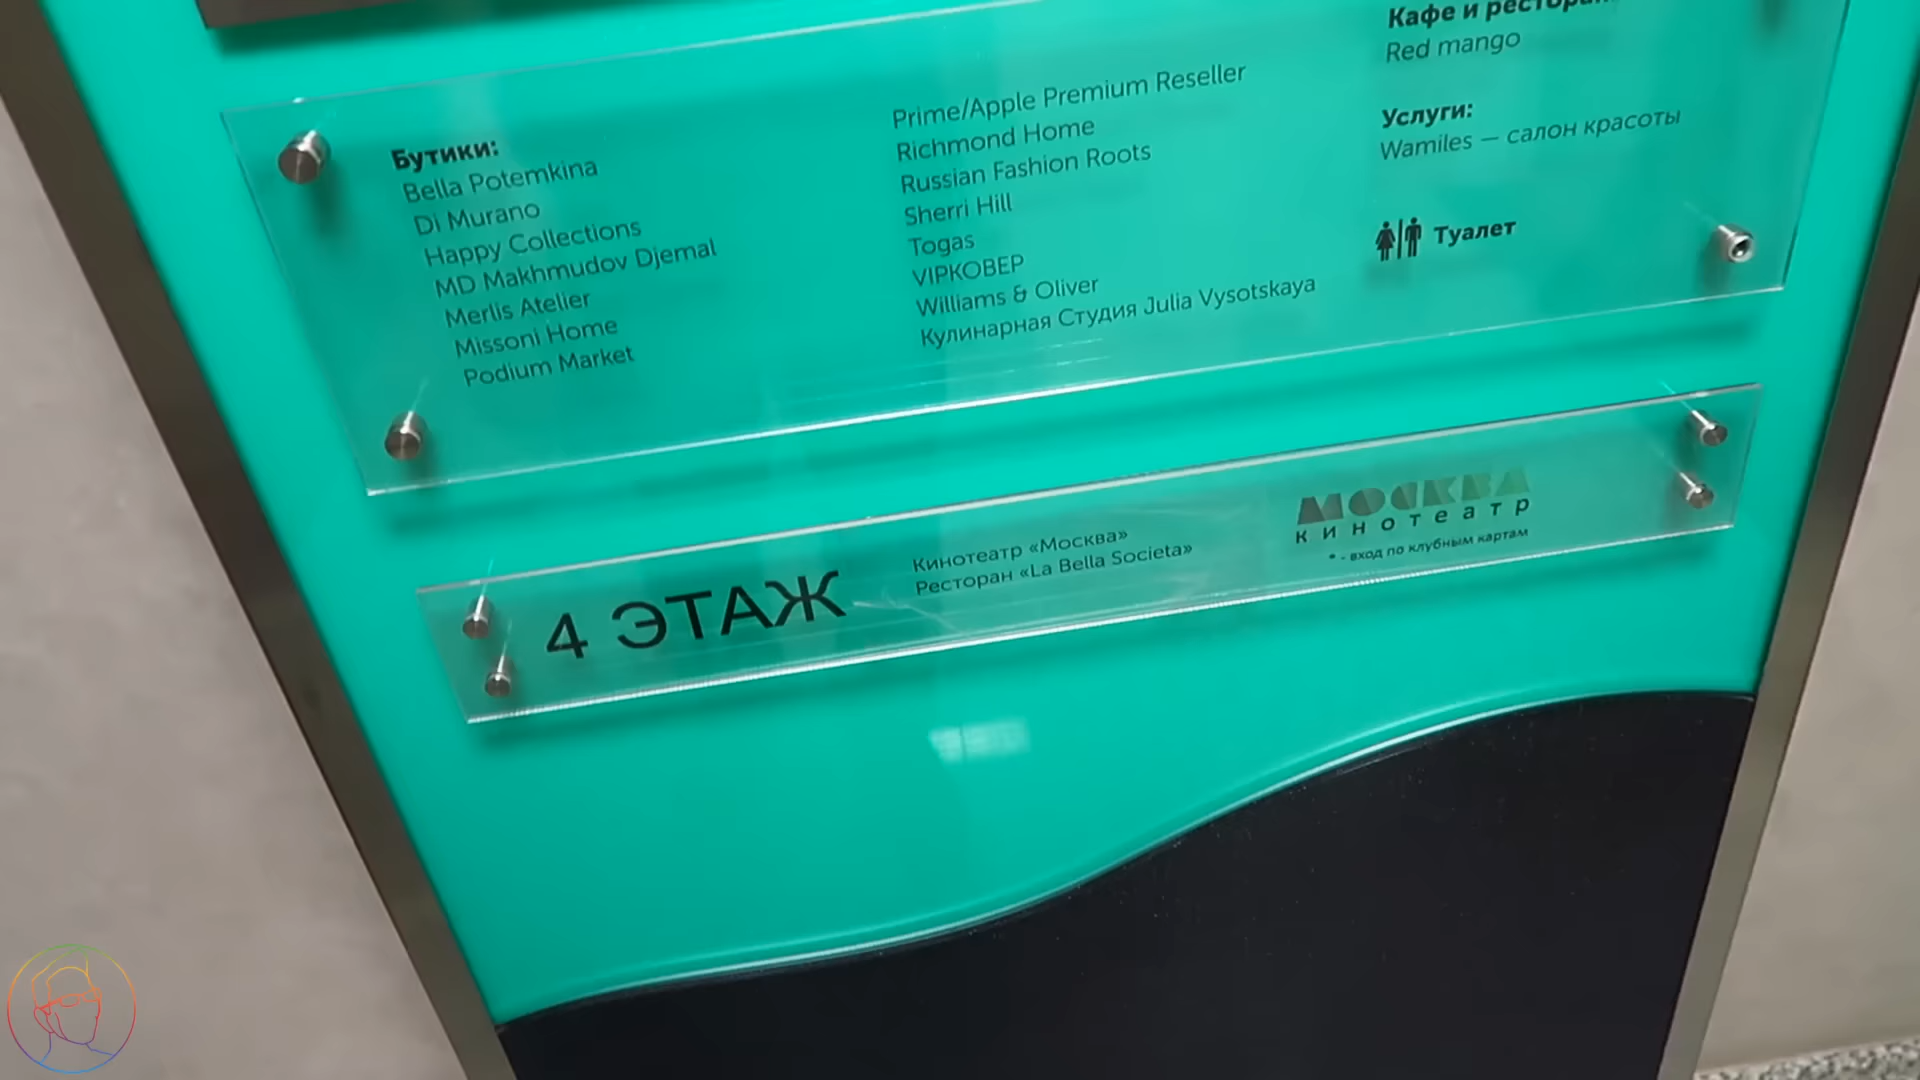 Бутики:
Bella Potemkina
Di Murano
Happy Collections
MD Makhmudov Djemal
Merlis Atelier
Missoni Home
Podium Market
Prime/Apple Premium Reseller
Richmond Home
Russian Fashion Roots
Sherri Hill
Togas
VIPКОВЕР
Williams & Oliver
Кулинарная Студия Julia Vysotskaya
Кафе и
Red mango
Услуги:
Wamiles — салон красоты
Туалет
4 ЭТАЖ
Кинотеатр «Москва»
Ресторан «La Bella Societa»
МОСКВА
кинотеатр
* - вход по клубным картам